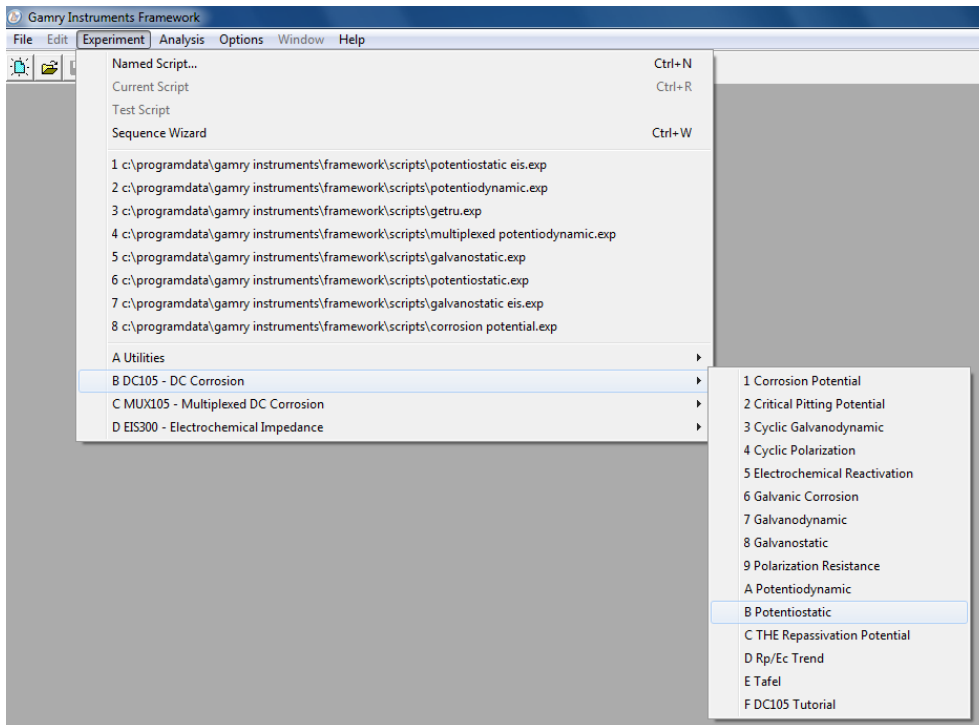 Gamry Instruments Framework
File Edit Experiment Analysis Options Window Help
Named Script... Ctrl+N
Current Script Ctrl+R
Test Script
Sequence Wizard Ctrl+W
1 c:\programdata\gamry instruments\framework\scripts\potentiostatic eis.exp
2 c:\programdata\gamry instruments\framework\scripts\potentiodynamic.exp
3 c:\programdata\gamry instruments\framework\scripts\getru.exp
4 c:\programdata\gamry instruments\framework\scripts\multiplexed potentiodynamic.exp
5 c:\programdata\gamry instruments\framework\scripts\galvanostatic.exp
6 c:\programdata\gamry instruments\framework\scripts\potentiostatic.exp
7 c:\programdata\gamry instruments\framework\scripts\galvanostatic eis.exp
8 c:\programdata\gamry instruments\framework\scripts\corrosion potential.exp
A Utilities
B DC105 - DC Corrosion
C MUX105 - Multiplexed DC Corrosion
D EIS300 - Electrochemical Impedance
1 Corrosion Potential
2 Critical Pitting Potential
3 Cyclic Galvanodynamic
4 Cyclic Polarization
5 Electrochemical Reactivation
6 Galvanic Corrosion
7 Galvanodynamic
8 Galvanostatic
9 Polarization Resistance
A Potentiodynamic
B Potentiostatic
C THE Repassivation Potential
D Rp/Ec Trend
E Tafel
F DC105 Tutorial